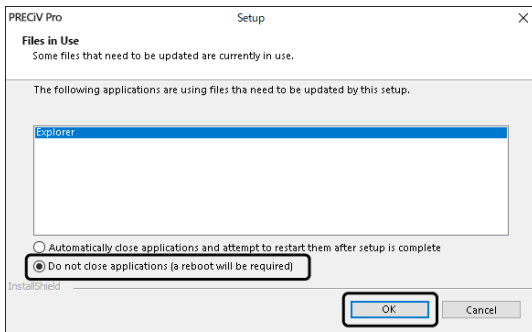 PRECiV Pro Setup
Files in Use
Some files that need to be updated are currently in use.
The following applications are using files tha need to be updated by this setup.
Explorer
Automatically close applications and attempt to restart them after setup is complete
Do not close applications (a reboot will be required)
InstallShield
OK Cancel